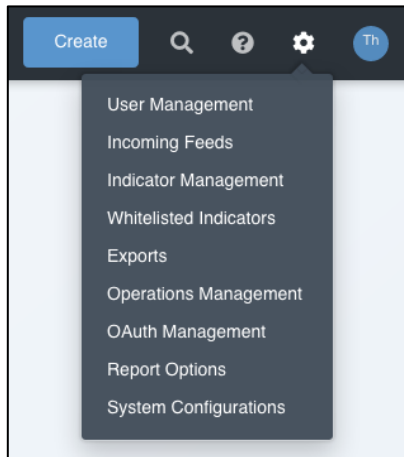 Create
Th
User Management
Incoming Feeds
Indicator Management
Whitelisted Indicators
Exports
Operations Management
OAuth Management
Report Options
System Configurations